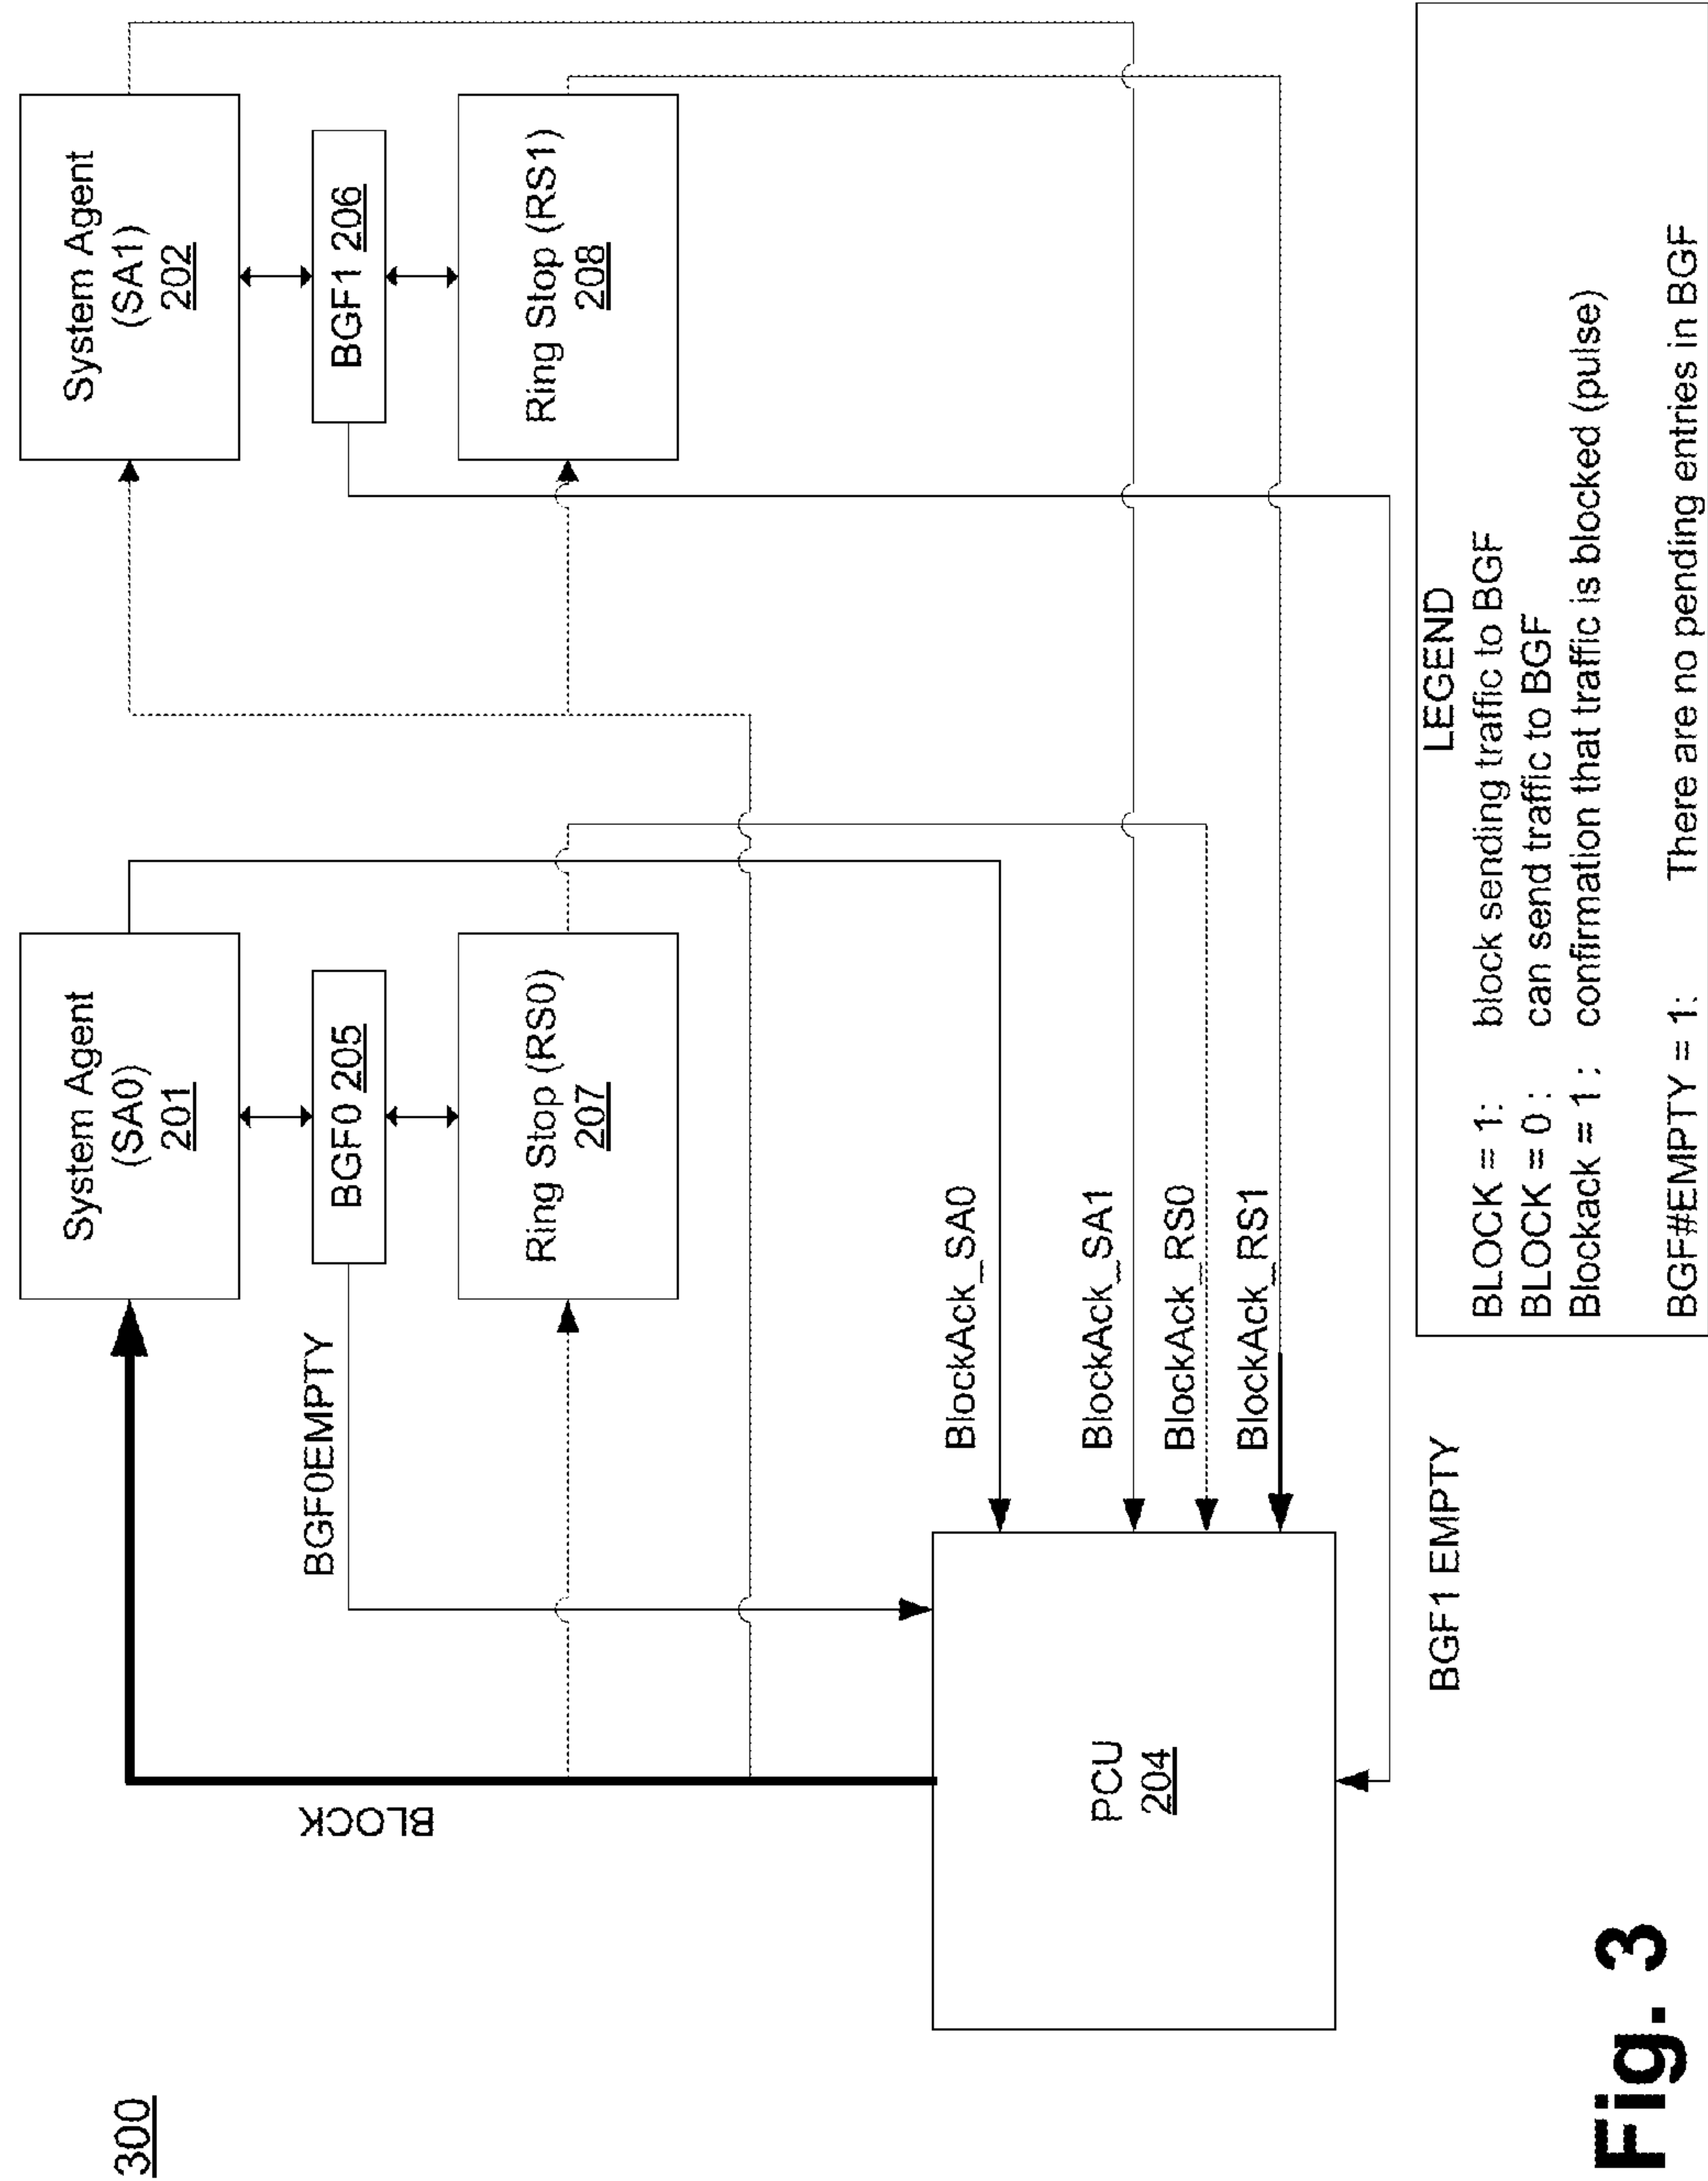 300
System Agent
(SA0)
201
System Agent
(SA1)
202
BGF0 205
BGF1 206
BGF0EMPTY
BLOCK
Ring Stop (RS0)
207
Ring Stop (RS1)
208
PCU
204
BlockAck_SA0
BlockAck_SA1
BlockAck_RS0
BlockAck_RS1
BGF1 EMPTY
LEGEND
BLOCK = 1: block sending traffic to BGF
BLOCK = 0 : can send traffic to BGF
Blockack = 1 ; confirmation that traffic is blocked (pulse)
BGF#EMPTY = 1: There are no pending entries in BGF
Fig. 3